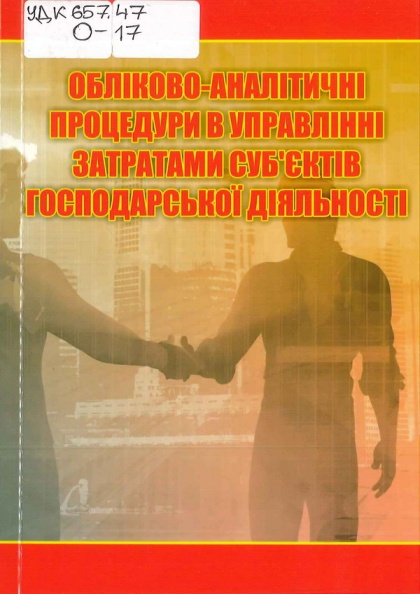 УДК 657.47
О-17
ОБЛІКОВО-АНАЛІТИЧНІ
ПРОЦЕДУРИ В УПРАВЛІННІ
ЗАТРАТАМИ СУБ'ЄКТІВ
ГОСПОДАРСЬКОЇ ДІЯЛЬНОСТІ